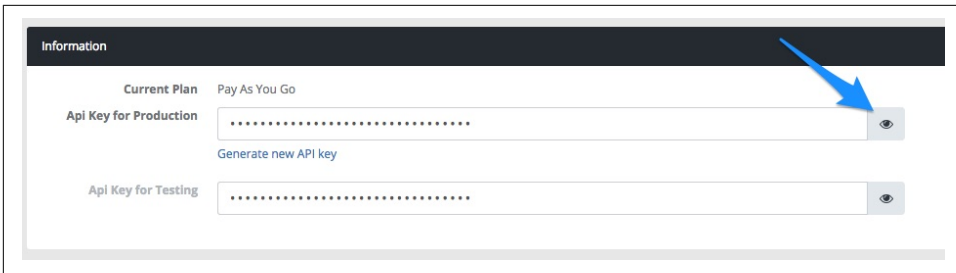 Information
Current Plan Pay As You Go
Api Key for Production ••••••••••••••••••••••••••••••••
Generate new API key
Api Key for Testing ••••••••••••••••••••••••••••••••